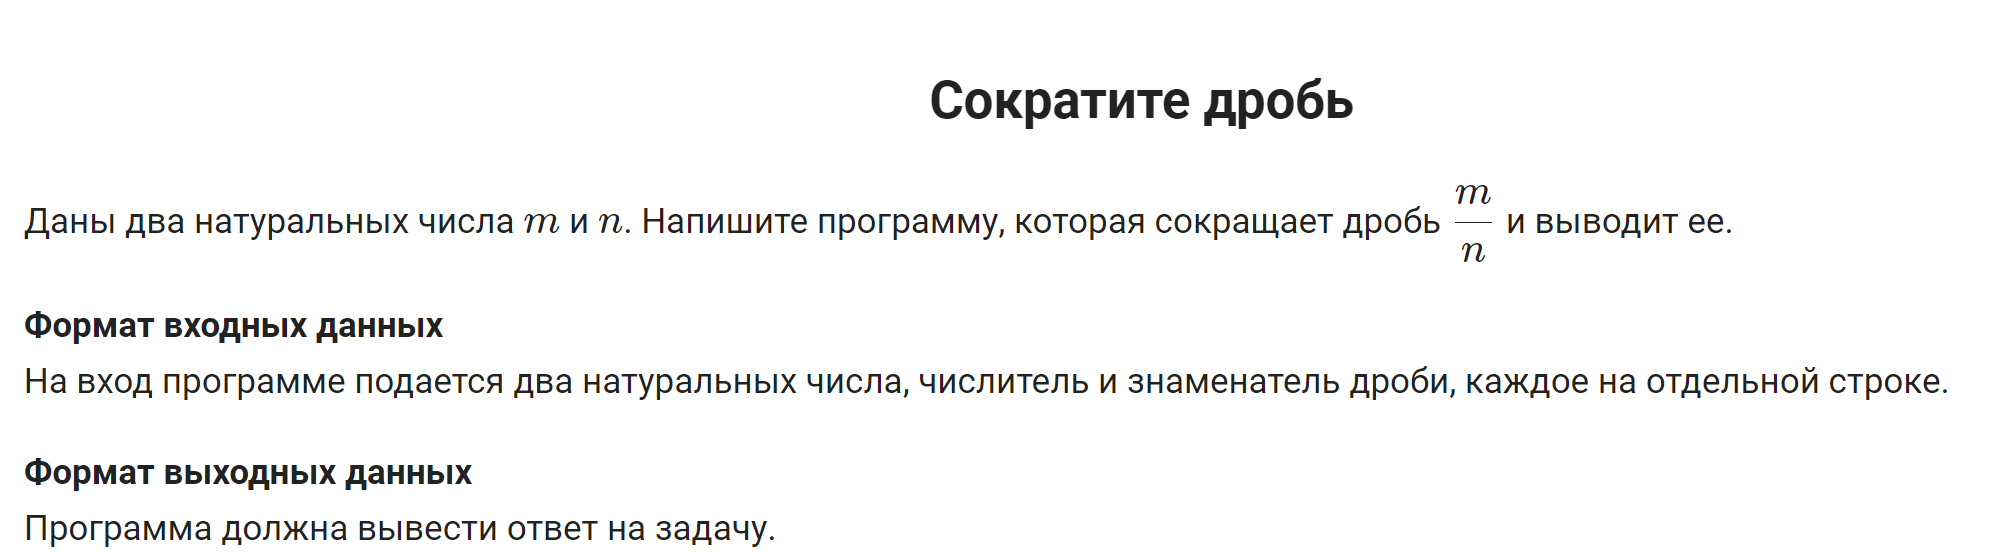 Сократите дробь
Даны два натуральных числа m и n. Напишите программу, которая сокращает дробь m/n и выводит ее.
Формат входных данных
На вход программе подается два натуральных числа, числитель и знаменатель дроби, каждое на отдельной строке.
Формат выходных данных
Программа должна вывести ответ на задачу.